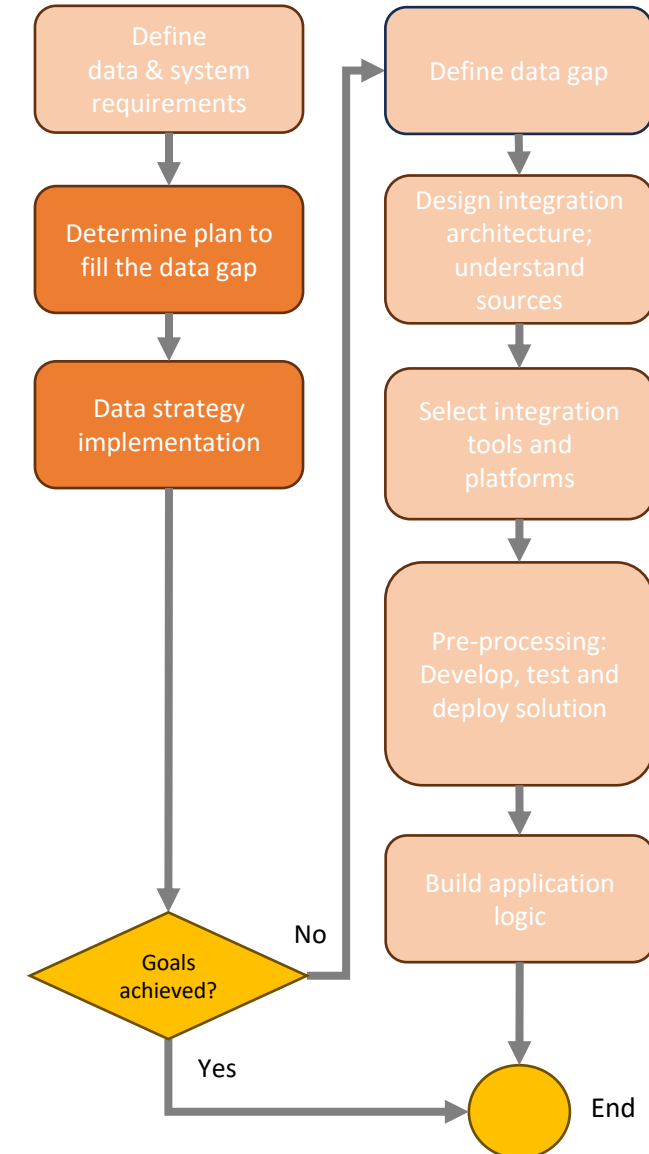 Define
data & system
requirements
Determine plan to
fill the data gap
Data strategy
implementation
Goals
achieved?
No
Yes
Define data gap
Design integration
architecture;
understand
sources
Select integration
tools and
platforms
Pre-processing:
Develop, test and
deploy solution
Build application
logic
End